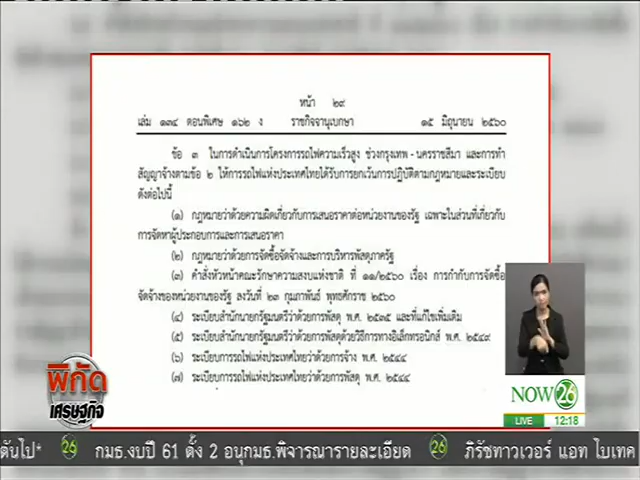 หน้า ๒๙
เล่ม ๑๓๔ ตอนพิเศษ ๑๖๒ ง ราชกิจจานุเบกษา ๑๕ มิถุนายน ๒๕๖๐
ข้อ ๓ ในการดำเนินการโครงการรถไฟความเร็วสูง ช่วงกรุงเทพ - นครราชสีมา และการทำ
สัญญาจ้างตามข้อ ๒ ให้การรถไฟแห่งประเทศไทยได้รับการยกเว้นการปฏิบัติตามกฎหมายและระเบียบ
ดังต่อไปนี้
(๑) กฎหมายว่าด้วยความผิดเกี่ยวกับการเสนอราคาต่อหน่วยงานของรัฐ เฉพาะในส่วนที่เกี่ยวกับ
การจัดหาผู้ประกอบการและการเสนอราคา
(๒) กฎหมายว่าด้วยการจัดซื้อจัดจ้างและการบริหารพัสดุภาครัฐ
(๓) คำสั่งหัวหน้าคณะรักษาความสงบแห่งชาติ ที่ ๑๑/๒๕๖๐ เรื่อง การกำกับการจัดซื้อ
จัดจ้างของหน่วยงานของรัฐ ลงวันที่ ๒๓ กุมภาพันธ์ พุทธศักราช ๒๕๖๐
(๔) ระเบียบสำนักนายกรัฐมนตรีว่าด้วยการพัสดุ พ.ศ. ๒๕๓๕ และที่แก้ไขเพิ่มเติม
(๕) ระเบียบสำนักนายกรัฐมนตรีว่าด้วยการพัสดุด้วยวิธีการทางอิเล็กทรอนิกส์ พ.ศ. ๒๕๔๙
(๖) ระเบียบการรถไฟแห่งประเทศไทยว่าด้วยการจ้าง พ.ศ. ๒๕๔๔
(๗) ระเบียบการรถไฟแห่งประเทศไทยว่าด้วยการพัสดุ พ.ศ. ๒๕๔๔
พิกัด
เศรษฐกิจ
NOW26
LIVE 12:18
ดันไป* 26 กมธ.งบปี 61 ตั้ง 2 อนุกมธ.พิจารณารายละเอียด 26 ภิรัชทาวเวอร์ แอท ไบเทค